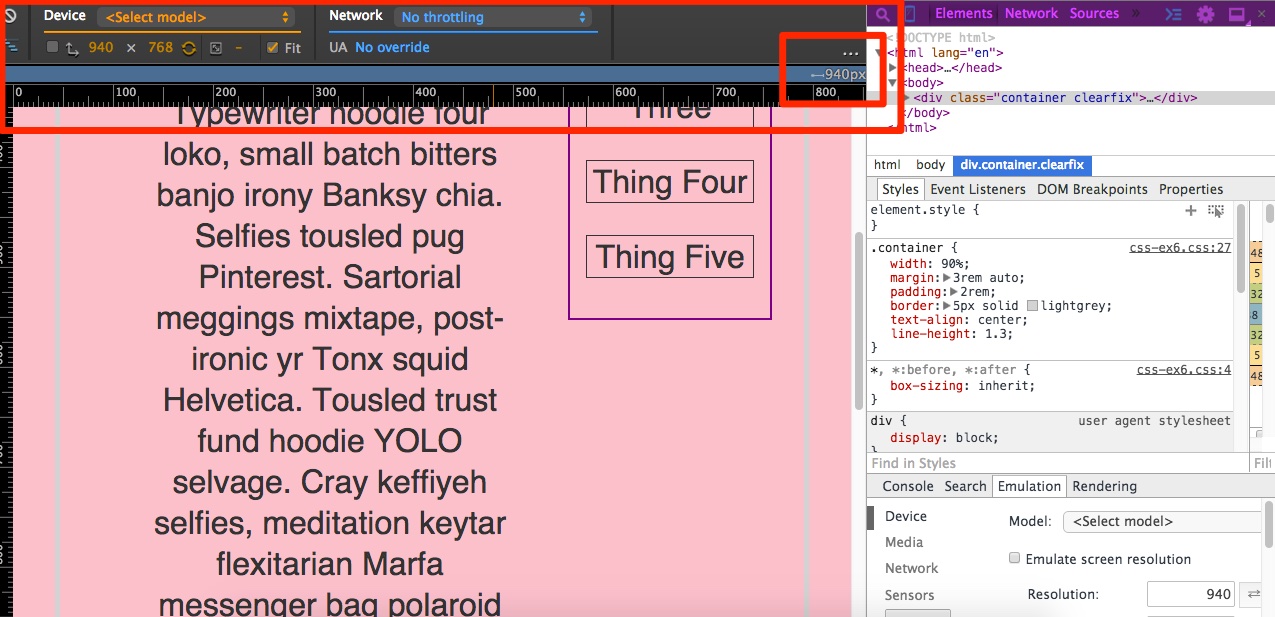 Device <Select model> Network No throttling
940 × 768 – Fit UA No override ...
940px
0 100 200 300 400 500 600 700 800
Typewriter hoodie four
loko, small batch bitters
banjo irony Banksy chia.
Selfies tousled pug
Pinterest. Sartorial
meggings mixtape, post-
ironic yr Tonx squid
Helvetica. Tousled trust
fund hoodie YOLO
selvage. Cray keffiyeh
selfies, meditation keytar
flexitarian Marfa
messenger bag polaroid
Three
Thing Four
Thing Five
Elements Network Sources »
<!DOCTYPE html>
<html lang="en">
<head>…</head>
<body>
<div class="container clearfix">…</div>
</body>
</html>
html body div.container.clearfix
Styles Event Listeners DOM Breakpoints Properties
element.style {
}
.container { css-ex6.css:27
width: 90%;
margin: 3rem auto;
padding: 2rem;
border: 5px solid lightgrey;
text-align: center;
line-height: 1.3;
}
*, *:before, *:after { css-ex6.css:4
box-sizing: inherit;
}
div { user agent stylesheet
display: block;
}
48
5
32
8
32
5
48
Find in Styles Filt
Console Search Emulation Rendering
Device
Media
Network
Sensors
Model: <Select model>
Emulate screen resolution
Resolution: 940